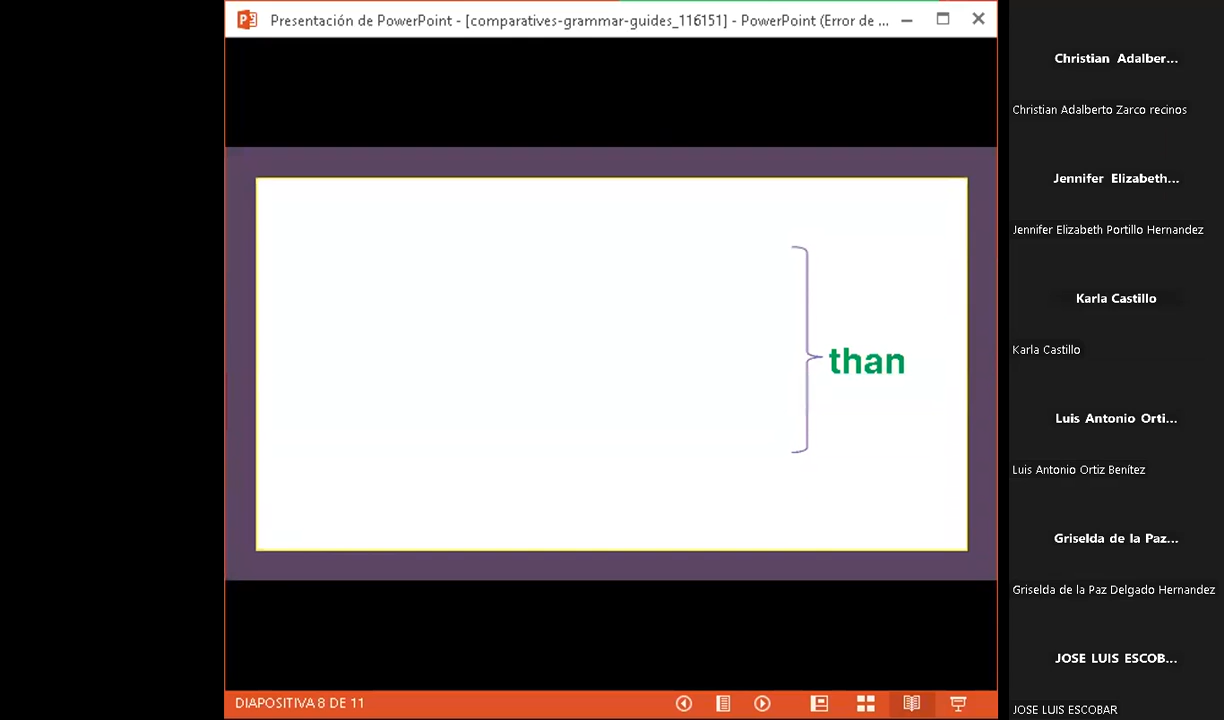 Presentación de PowerPoint - [comparatives-grammar-guides_116151] - PowerPoint (Error de ...
than
DIAPOSITIVA 8 DE 11
Christian Adalber...
Christian Adalberto Zarco recinos
Jennifer Elizabeth...
Jennifer Elizabeth Portillo Hernandez
Karla Castillo
Karla Castillo
Luis Antonio Orti...
Luis Antonio Ortiz Benítez
Griselda de la Paz...
Griselda de la Paz Delgado Hernandez
JOSE LUIS ESCOB...
JOSE LUIS ESCOBAR